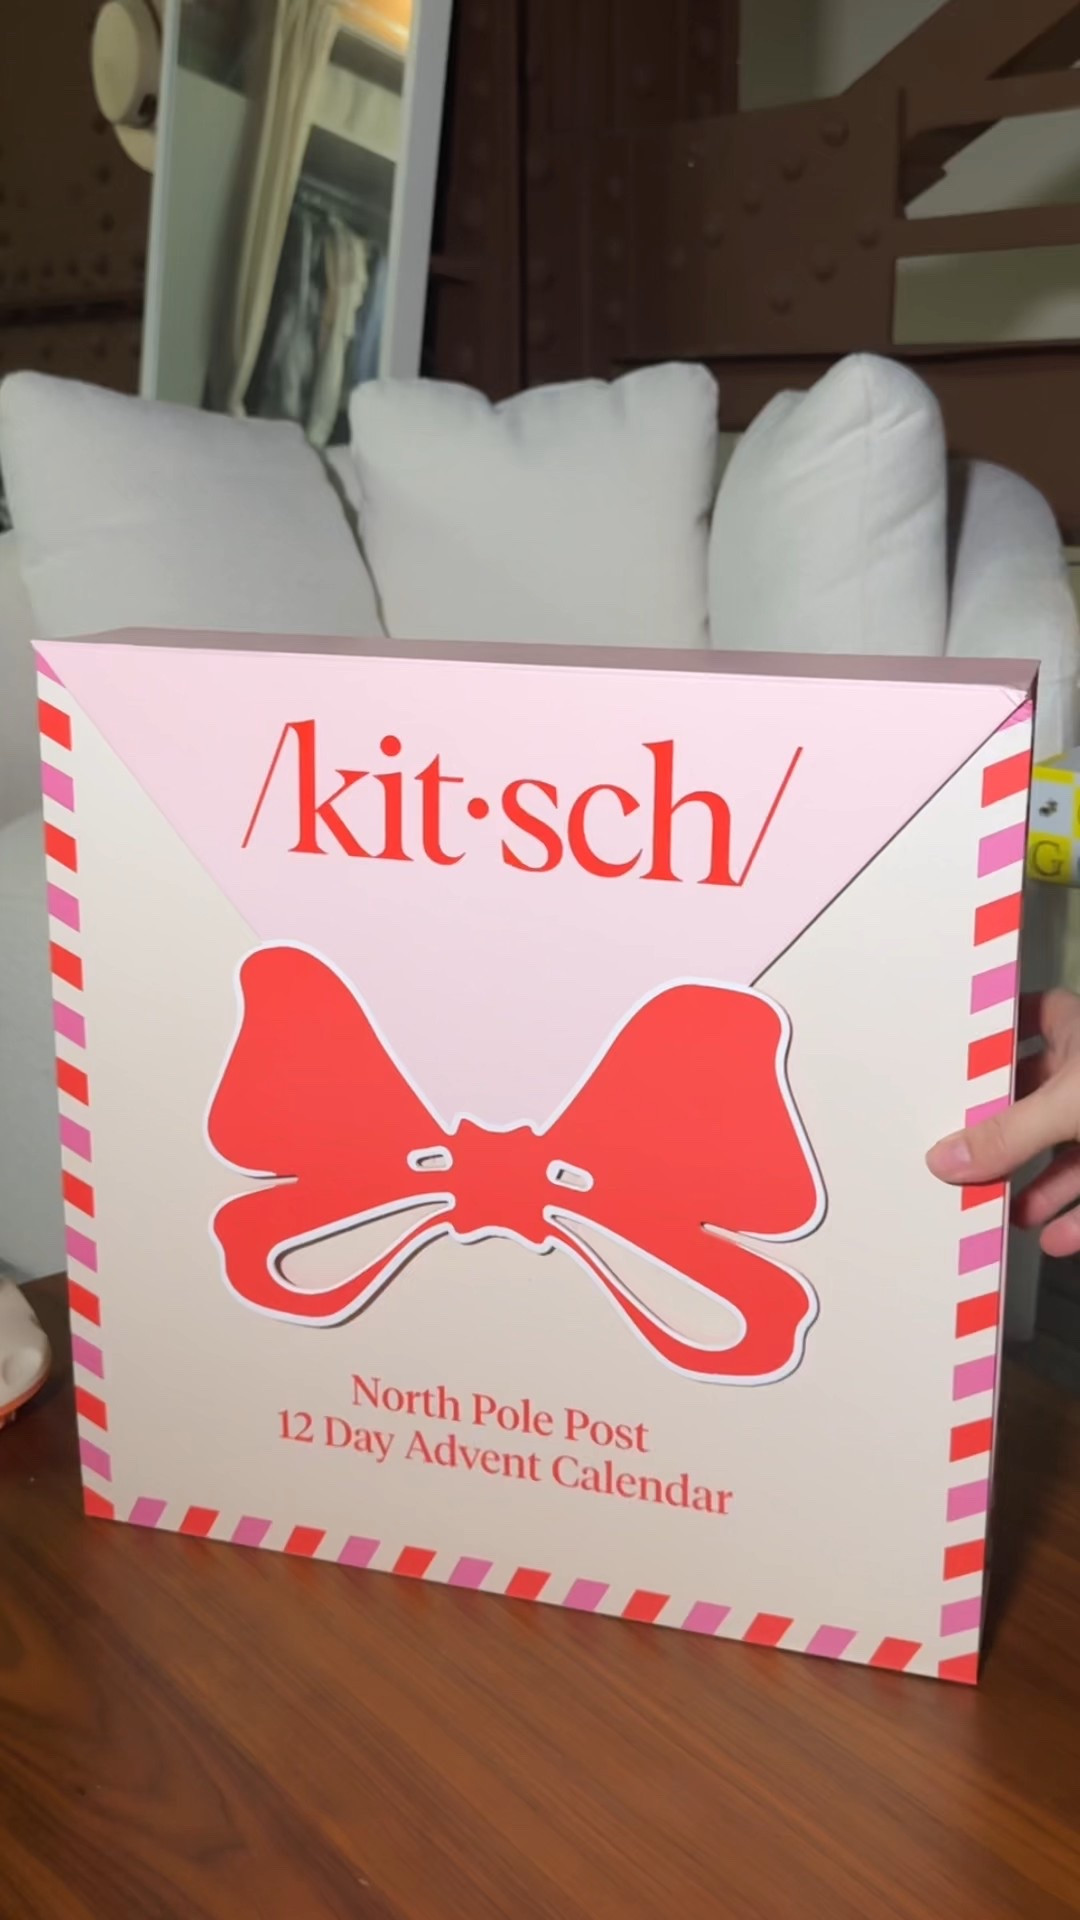 /kit·sch/
North Pole Post
12 Day Advent Calendar
G